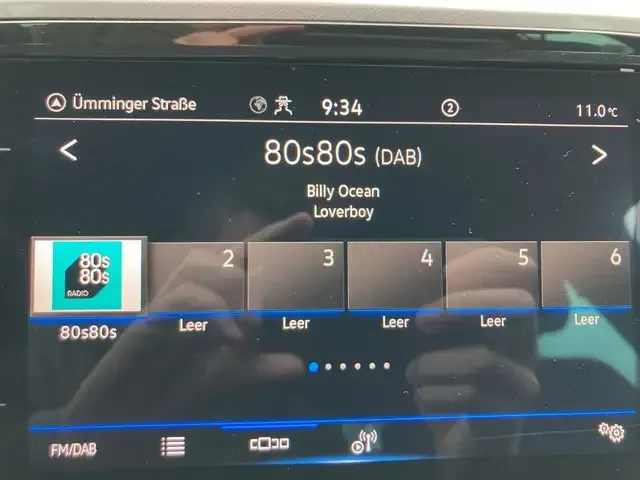 Ümminger Straße
9:34
2
11.0°C
< 80s80s (DAB) >
Billy Ocean
Loverboy
80s
80s
RADIO
2
3
4
5
6
80s80s
Leer
Leer
Leer
Leer
Leer
FM/DAB